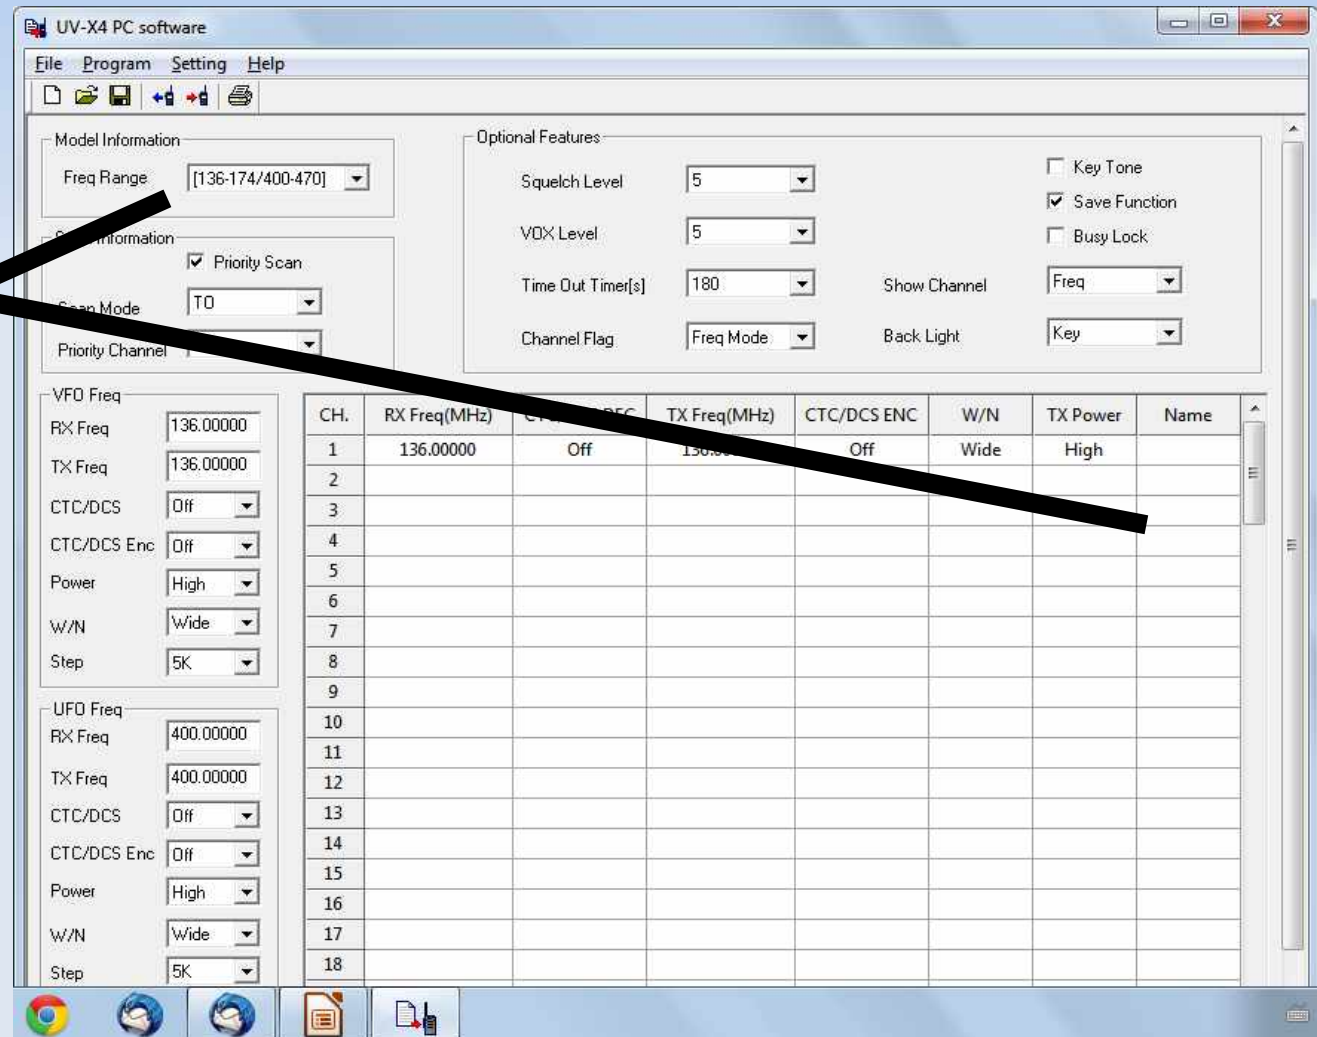 UV-X4 PC software
File Program Setting Help
Model Information
Freq Range [136-174/400-470]
Information
Priority Scan
Scan Mode TO
Priority Channel
Optional Features
Squelch Level 5
VOX Level 5
Time Out Timer[s] 180
Channel Flag Freq Mode
Key Tone
Save Function
Busy Lock
Show Channel Freq
Back Light Key
VFO Freq
RX Freq 136.00000
TX Freq 136.00000
CTC/DCS Off
CTC/DCS Enc Off
Power High
W/N Wide
Step 5K
UFO Freq
RX Freq 400.00000
TX Freq 400.00000
CTC/DCS Off
CTC/DCS Enc Off
Power High
W/N Wide
Step 5K
CH. RX Freq(MHz) TX Freq(MHz) CTC/DCS ENC W/N TX Power Name
1 136.00000 Off Off Wide High
2
3
4
5
6
7
8
9
10
11
12
13
14
15
16
17
18